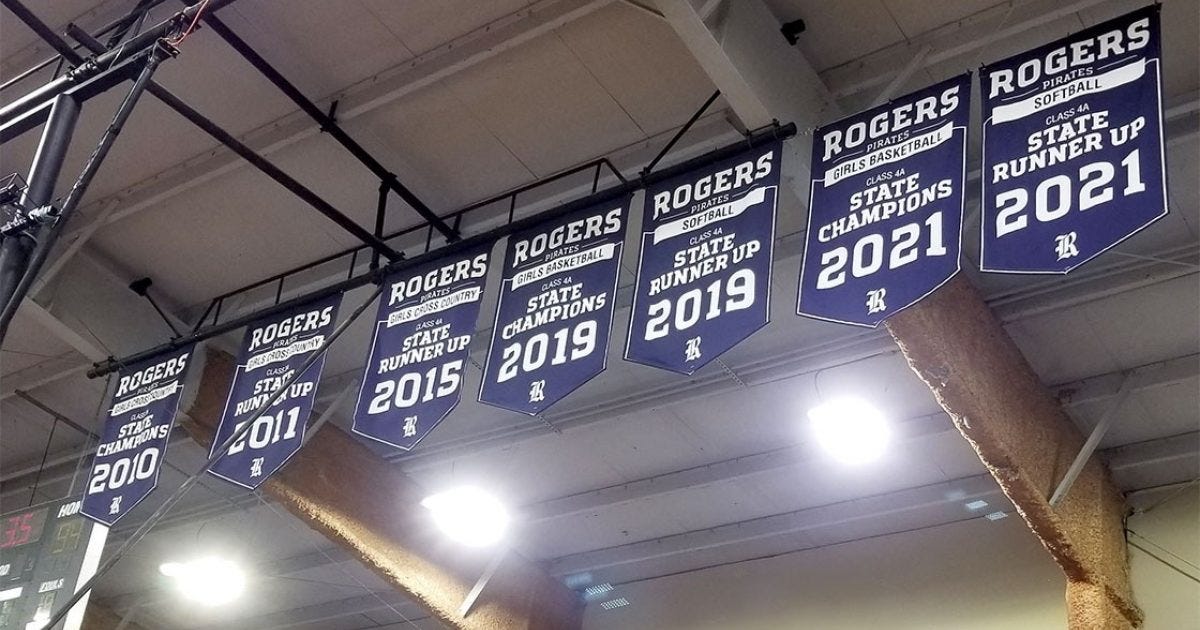 ROGERS
PIRATES
GIRLS CROSS COUNTRY
CLASS 4A
STATE
CHAMPIONS
2010
R
ROGERS
PIRATES
GIRLS CROSS COUNTRY
CLASS 4A
STATE
RUNNER UP
2011
R
ROGERS
PIRATES
GIRLS CROSS COUNTRY
CLASS 4A
STATE
RUNNER UP
2015
R
ROGERS
PIRATES
GIRLS BASKETBALL
CLASS 4A
STATE
CHAMPIONS
2019
R
ROGERS
PIRATES
SOFTBALL
CLASS 4A
STATE
RUNNER UP
2019
R
ROGERS
PIRATES
GIRLS BASKETBALL
CLASS 4A
STATE
CHAMPIONS
2021
R
ROGERS
PIRATES
SOFTBALL
CLASS 4A
STATE
RUNNER UP
2021
R